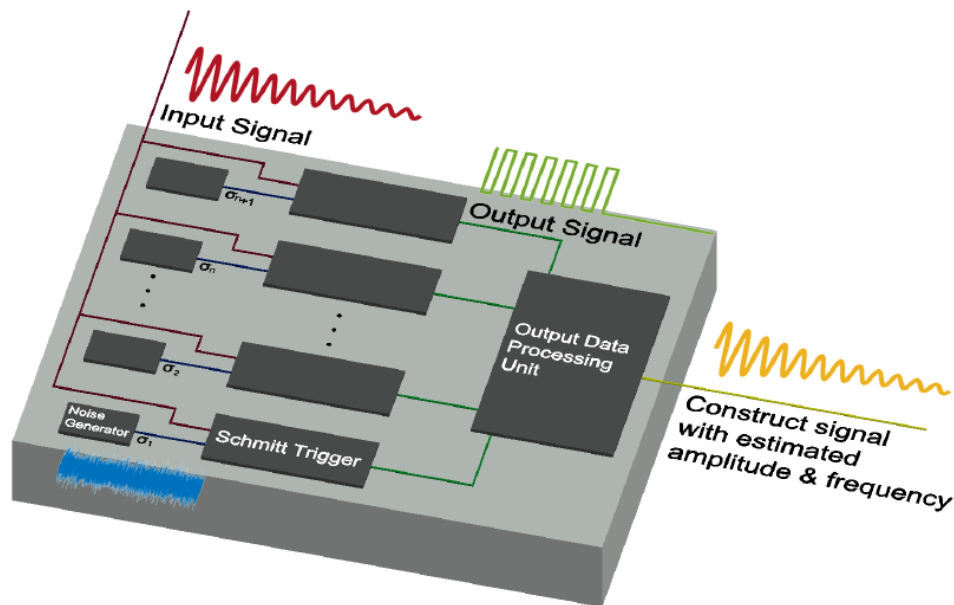 Input Signal
σn+1
Output Signal
σn
Output Data
Processing
Unit
σ2
Construct signal
with estimated
amplitude & frequency
Noise
Generator
σ1
Schmitt Trigger